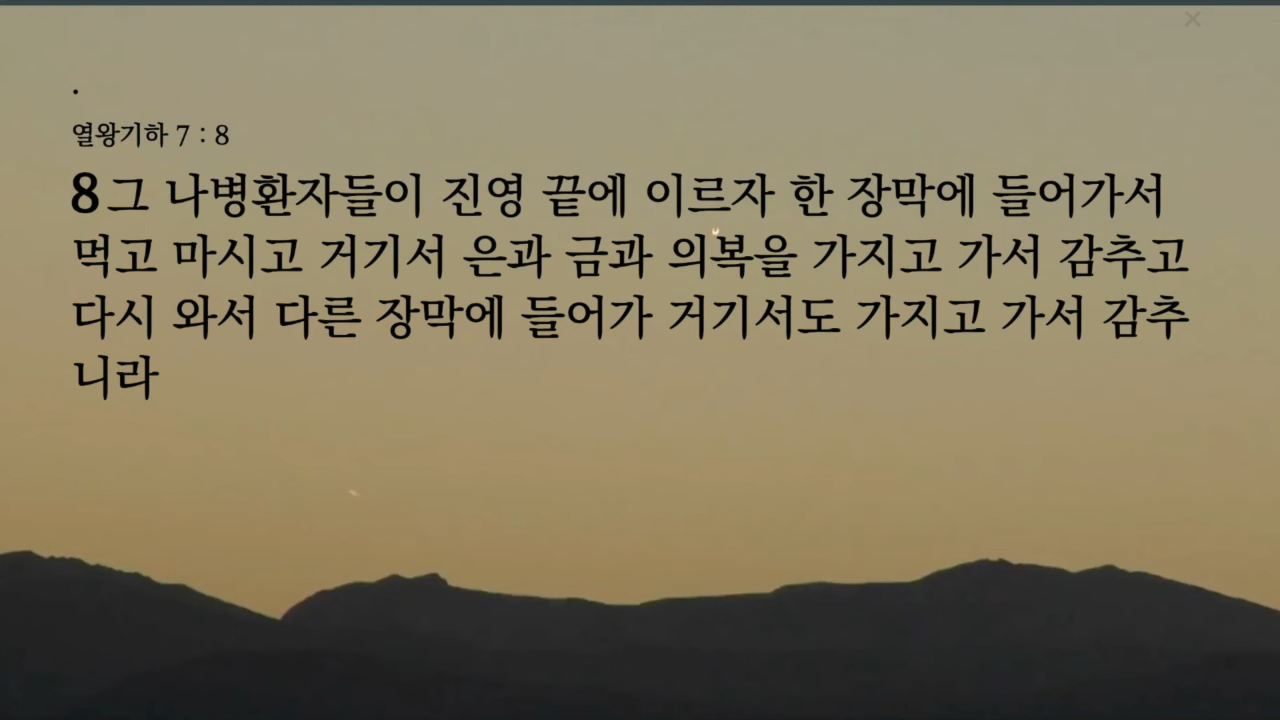 .
열왕기하 7 : 8
8 그 나병환자들이 진영 끝에 이르자 한 장막에 들어가서
먹고 마시고 거기서 은과 금과 의복을 가지고 가서 감추고
다시 와서 다른 장막에 들어가 거기서도 가지고 가서 감추
니라